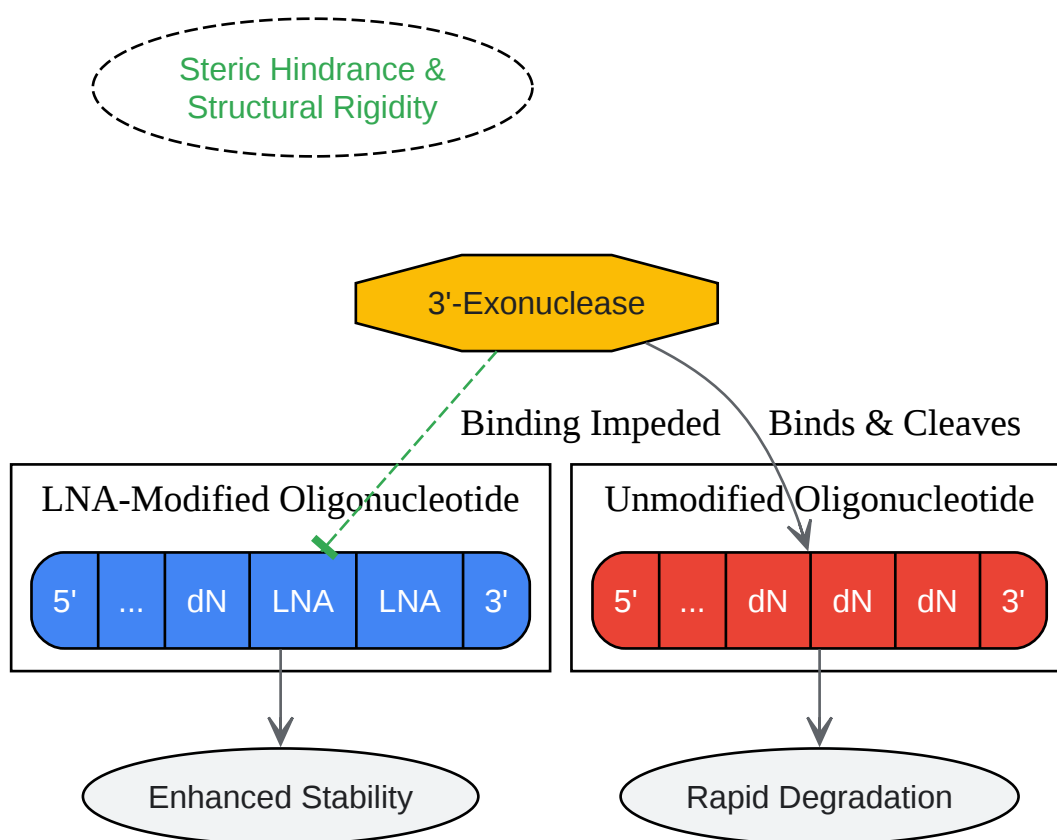 Steric Hindrance &
Structural Rigidity
3'-Exonuclease
Binding Impeded
Binds & Cleaves
LNA-Modified Oligonucleotide
Unmodified Oligonucleotide
5' ... dN LNA LNA 3'
5' ... dN dN dN 3'
Enhanced Stability
Rapid Degradation